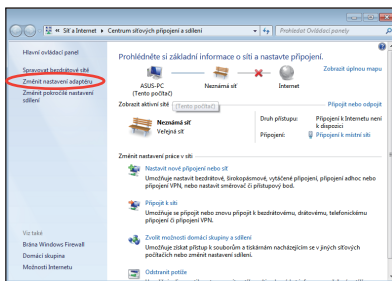 « Síť a Internet ▸ Centrum síťových připojení a sdílení
Prohledat Ovládací panely
Hlavní ovládací panel
Spravovat bezdrátové sítě
Změnit nastavení adaptéru
Změnit pokročilé nastavení
sdílení
Viz také
Brána Windows Firewall
Domácí skupina
Možnosti Internetu
Prohlédněte si základní informace o síti a nastavte připojení.
Zobrazit úplnou mapu
ASUS-PC
(Tento počítač)
Neznámá síť
Internet
Zobrazit aktivní sítě
(Tento počítač)
Připojit nebo odpojit
Neznámá síť
Veřejná síť
Druh přístupu:
Připojení k Internetu není
k dispozici
Připojení:
Připojení k místní síti
Změnit nastavení práce v síti
Nastavit nové připojení nebo síť
Umožňuje nastavit bezdrátové, širokopásmové, vytáčené připojení, připojení adhoc nebo
připojení VPN, nebo nastavit směrovač či přístupový bod.
Připojit k síti
Umožňuje se připojit nebo znovu připojit k bezdrátovému, drátovému, telefonickému
připojení či připojení VPN.
Zvolit možnosti domácí skupiny a sdílení
Umožňuje získat přístup k souborům a tiskárnám nacházejícím se v jiných síťových
počítačích nebo změnit nastavení sdílení.
Odstranit potíže